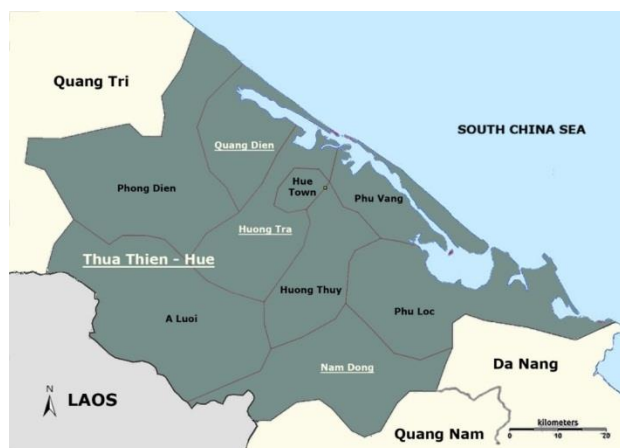 Quang Tri
SOUTH CHINA SEA
Quang Dien
Phong Dien
Hue
Town
Phu Vang
Huong Tra
Thua Thien - Hue
Huong Thuy
A Luoi
Phu Loc
Nam Dong
Da Nang
N
LAOS
kilometers
0 10 20
Quang Nam